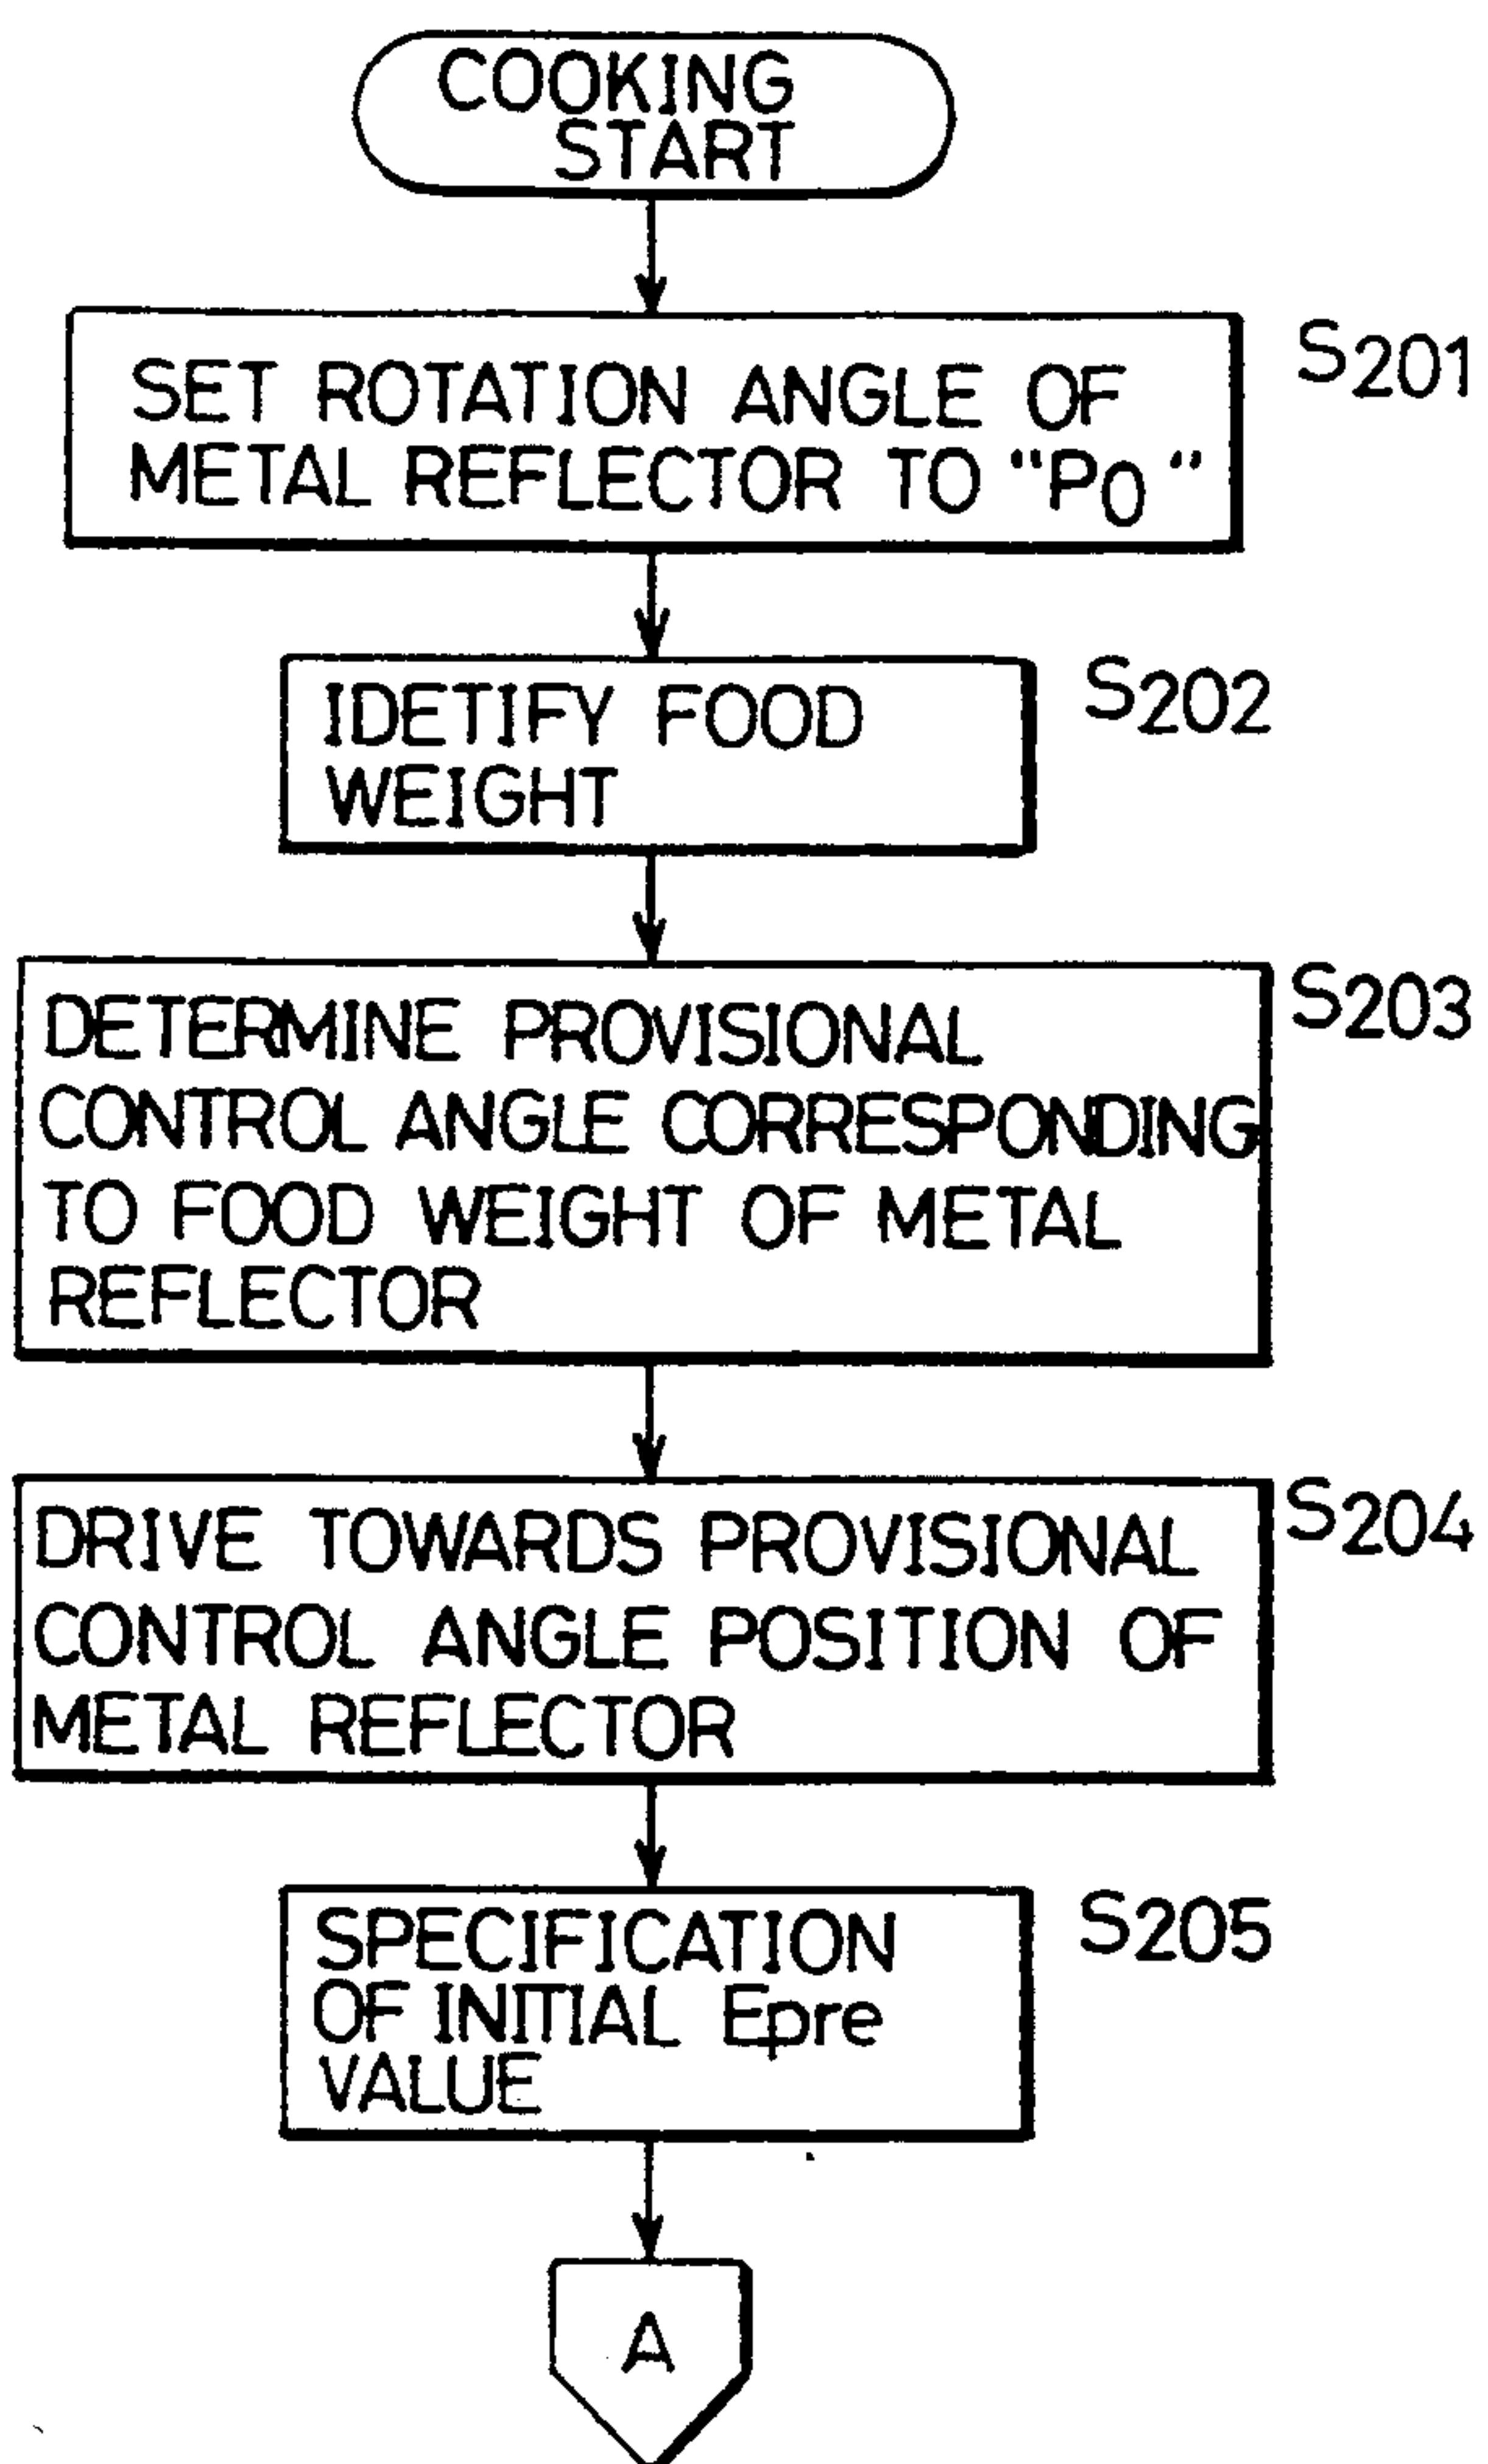 COOKING
START
SET ROTATION ANGLE OF
METAL REFLECTOR TO "P0"
S201
IDETIFY FOOD
WEIGHT
S202
DETERMINE PROVISIONAL
CONTROL ANGLE CORRESPONDING
TO FOOD WEIGHT OF METAL
REFLECTOR
S203
DRIVE TOWARDS PROVISIONAL
CONTROL ANGLE POSITION OF
METAL REFLECTOR
S204
SPECIFICATION
OF INITIAL Epre
VALUE
S205
A